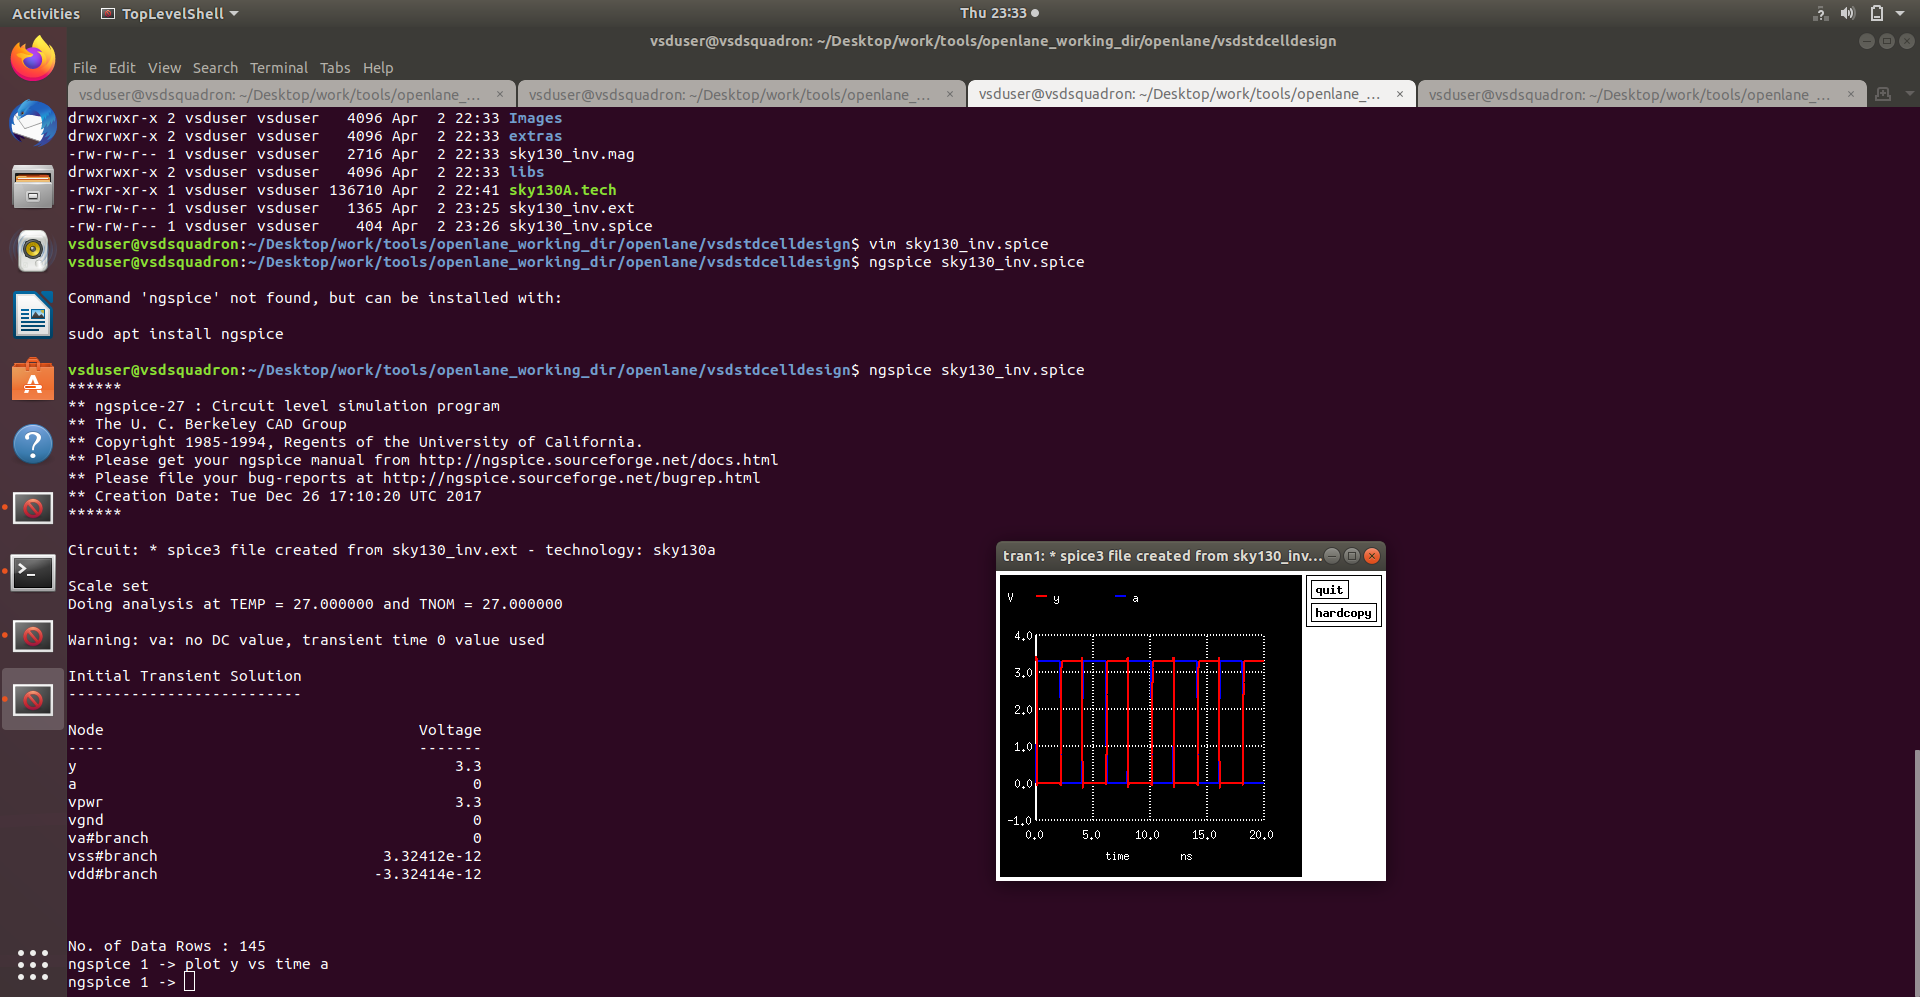 Activities
TopLevelShell
Thu 23:33
vsduser@vsdsquadron: ~/Desktop/work/tools/openlane_working_dir/openlane/vsdstdcelldesign
File Edit View Search Terminal Tabs Help
vsduser@vsdsquadron: ~/Desktop/work/tools/openlane_... ×
vsduser@vsdsquadron: ~/Desktop/work/tools/openlane_... ×
vsduser@vsdsquadron: ~/Desktop/work/tools/openlane_... ×
vsduser@vsdsquadron: ~/Desktop/work/tools/openlane_... ×
drwxrwxr-x 2 vsduser vsduser   4096 Apr  2 22:33 Images
drwxrwxr-x 2 vsduser vsduser   4096 Apr  2 22:33 extras
-rw-rw-r-- 1 vsduser vsduser   2716 Apr  2 22:33 sky130_inv.mag
drwxrwxr-x 2 vsduser vsduser   4096 Apr  2 22:33 libs
-rwxr-xr-x 1 vsduser vsduser 136710 Apr  2 22:41 sky130A.tech
-rw-rw-r-- 1 vsduser vsduser   1365 Apr  2 23:25 sky130_inv.ext
-rw-rw-r-- 1 vsduser vsduser    404 Apr  2 23:26 sky130_inv.spice
vsduser@vsdsquadron:~/Desktop/work/tools/openlane_working_dir/openlane/vsdstdcelldesign$ vim sky130_inv.spice
vsduser@vsdsquadron:~/Desktop/work/tools/openlane_working_dir/openlane/vsdstdcelldesign$ ngspice sky130_inv.spice
Command 'ngspice' not found, but can be installed with:
sudo apt install ngspice
vsduser@vsdsquadron:~/Desktop/work/tools/openlane_working_dir/openlane/vsdstdcelldesign$ ngspice sky130_inv.spice
******
** ngspice-27 : Circuit level simulation program
** The U. C. Berkeley CAD Group
** Copyright 1985-1994, Regents of the University of California.
** Please get your ngspice manual from http://ngspice.sourceforge.net/docs.html
** Please file your bug-reports at http://ngspice.sourceforge.net/bugrep.html
** Creation Date: Tue Dec 26 17:10:20 UTC 2017
******
Circuit: * spice3 file created from sky130_inv.ext - technology: sky130a
Scale set
Doing analysis at TEMP = 27.000000 and TNOM = 27.000000
Warning: va: no DC value, transient time 0 value used
Initial Transient Solution
--------------------------
Node Voltage
---- -------
y 3.3
a 0
vpwr 3.3
vgnd 0
va#branch 0
vss#branch 3.32412e-12
vdd#branch -3.32414e-12
No. of Data Rows : 145
ngspice 1 -> plot y vs time a
ngspice 1 ->
tran1: * spice3 file created from sky130_inv...
quit
hardcopy
V y a
4.0
3.0
2.0
1.0
0.0
-1.0
0.0 5.0 10.0 15.0 20.0
time ns